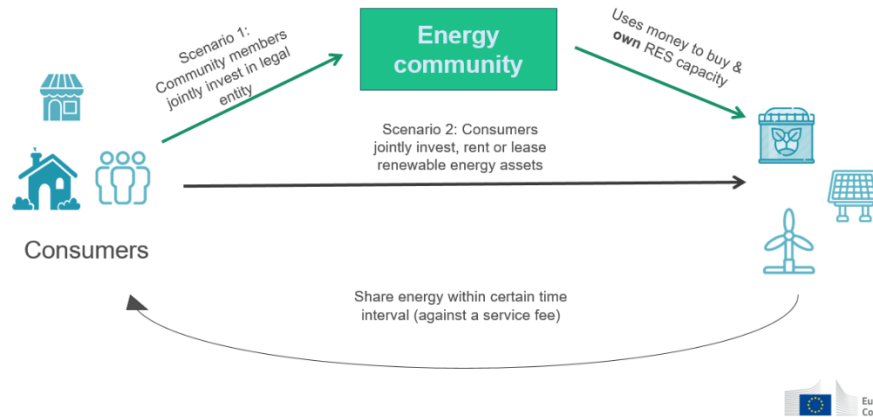 Scenario 1:
Community members
jointly invest in legal
entity
Energy
community
Uses money to buy &
own RES capacity
Scenario 2: Consumers
jointly invest, rent or lease
renewable energy assets
Consumers
Share energy within certain time
interval (against a service fee)